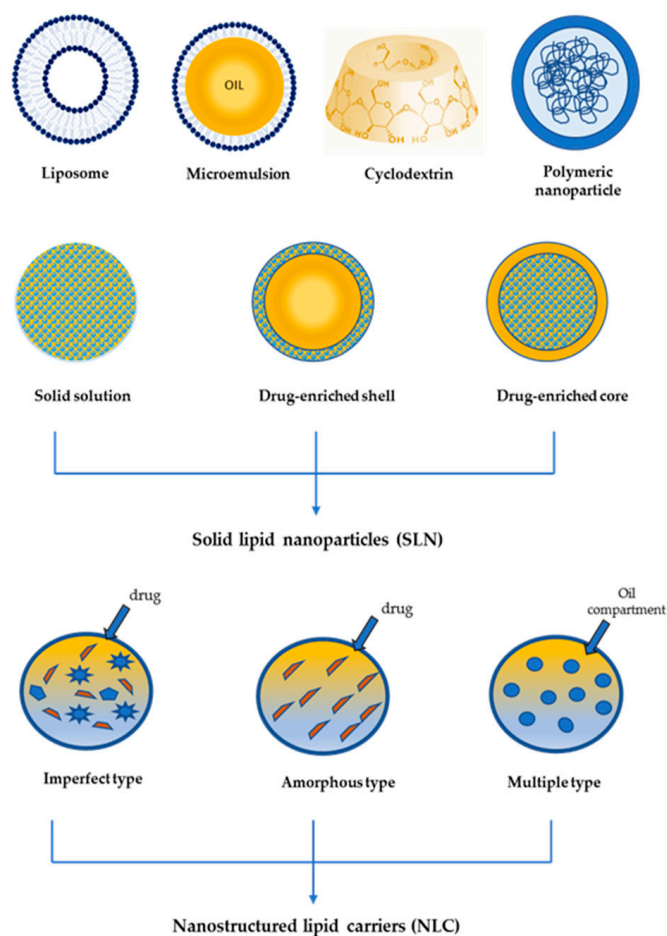 OIL
Liposome
Microemulsion
Cyclodextrin
Polymeric
nanoparticle
Solid solution
Drug-enriched shell
Drug-enriched core
Solid lipid nanoparticles (SLN)
drug
drug
Oil
compartment
Imperfect type
Amorphous type
Multiple type
Nanostructured lipid carriers (NLC)